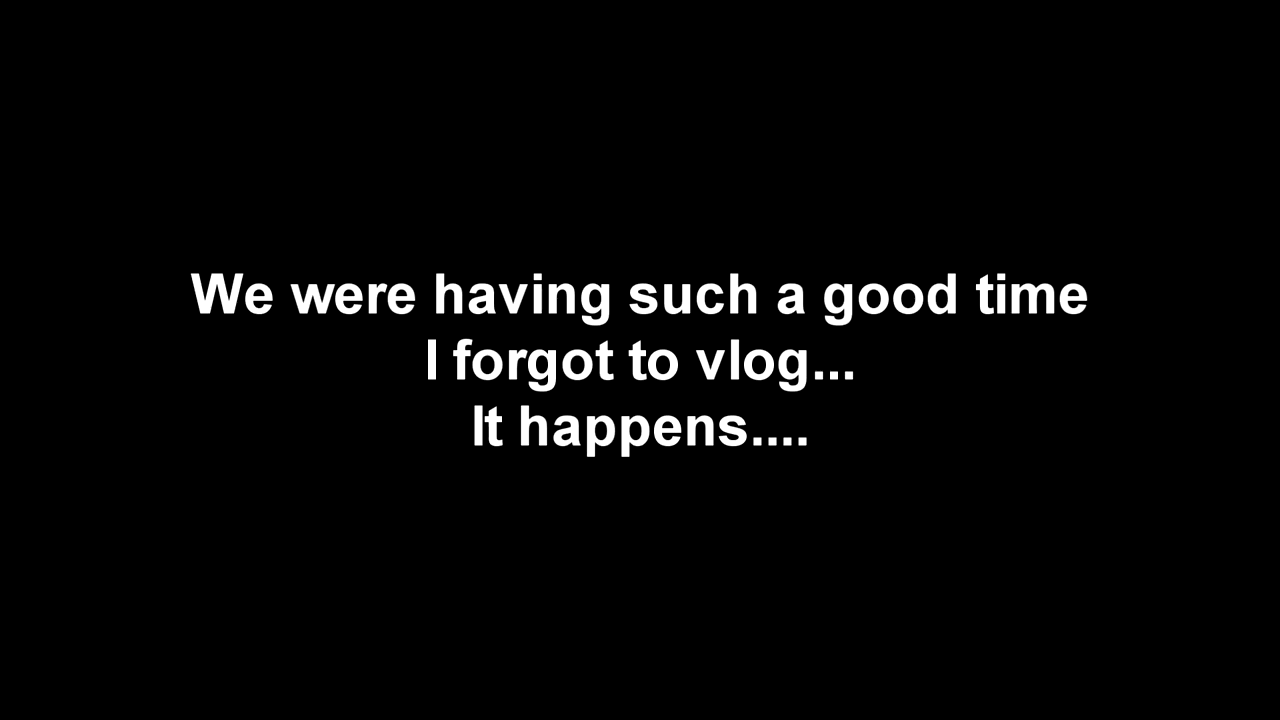 We were having such a good time
I forgot to vlog...
It happens....